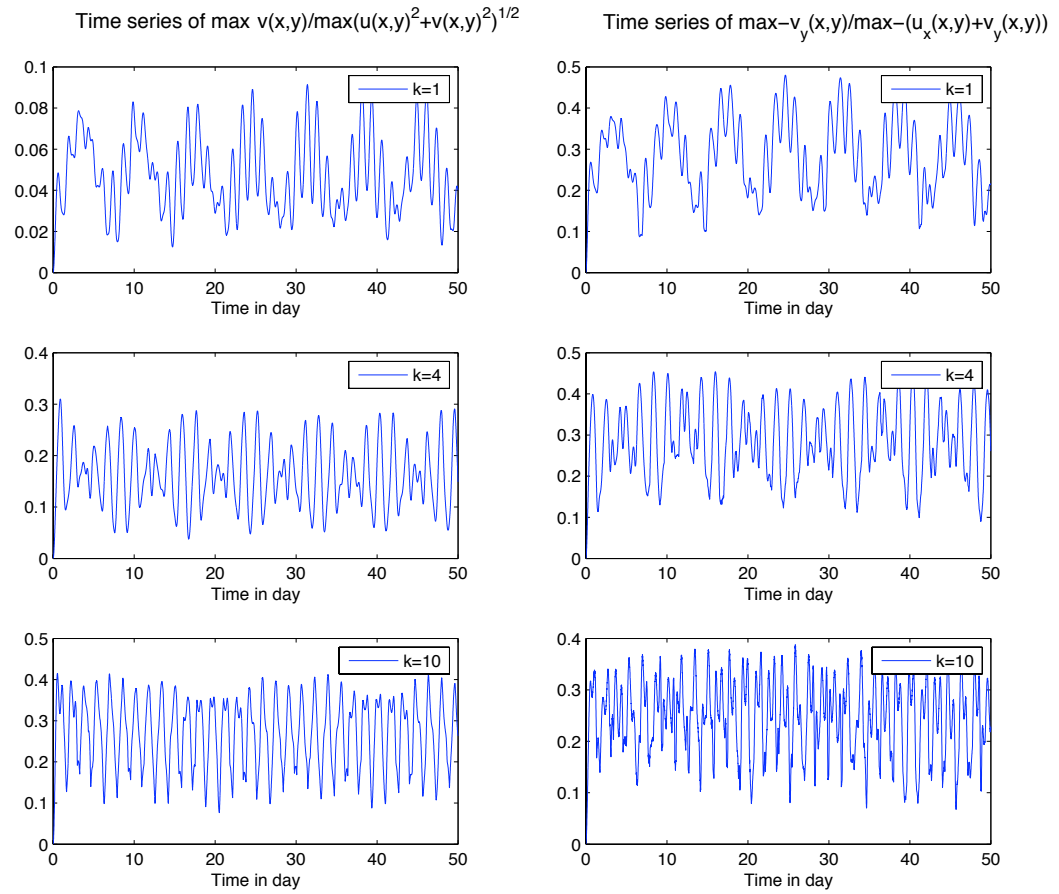 Time series of max v(x,y)/max(u(x,y)^2+v(x,y)^2)^1/2
Time series of max−v_y(x,y)/max−(u_x(x,y)+v_y(x,y))
0.1
0.08
0.06
0.04
0.02
0
k=1
0 10 20 30 40 50
Time in day
0.5
0.4
0.3
0.2
0.1
0
k=1
0 10 20 30 40 50
Time in day
0.4
0.3
0.2
0.1
0
k=4
0 10 20 30 40 50
Time in day
0.5
0.4
0.3
0.2
0.1
0
k=4
0 10 20 30 40 50
Time in day
0.5
0.4
0.3
0.2
0.1
0
k=10
0 10 20 30 40 50
Time in day
0.4
0.3
0.2
0.1
0
k=10
0 10 20 30 40 50
Time in day